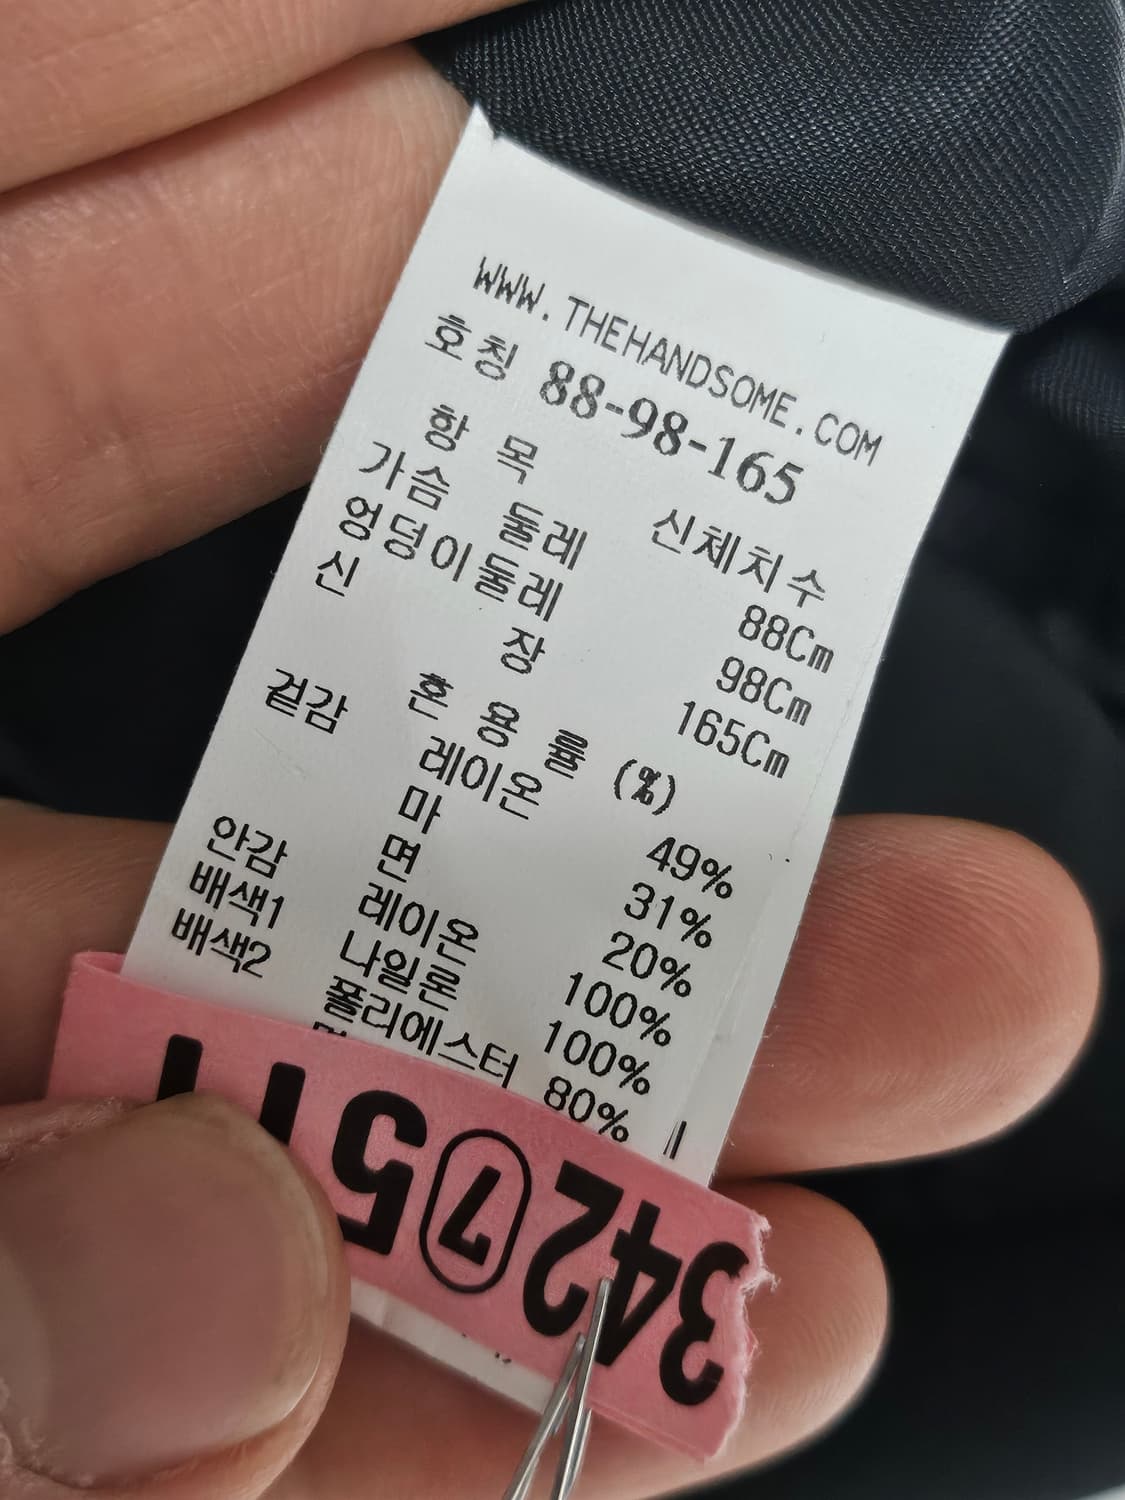 WWW.THEHANDSOME.COM
호칭 88-98-165
항 목 신체치수
가슴 둘레 88Cm
엉덩이둘레 98Cm
신 장 165Cm
혼 용 률 (%)
겉감 레이온 49%
마 31%
면 20%
안감 레이온 100%
배색1 나일론 100%
배색2 폴리에스터 80%
342 7 51